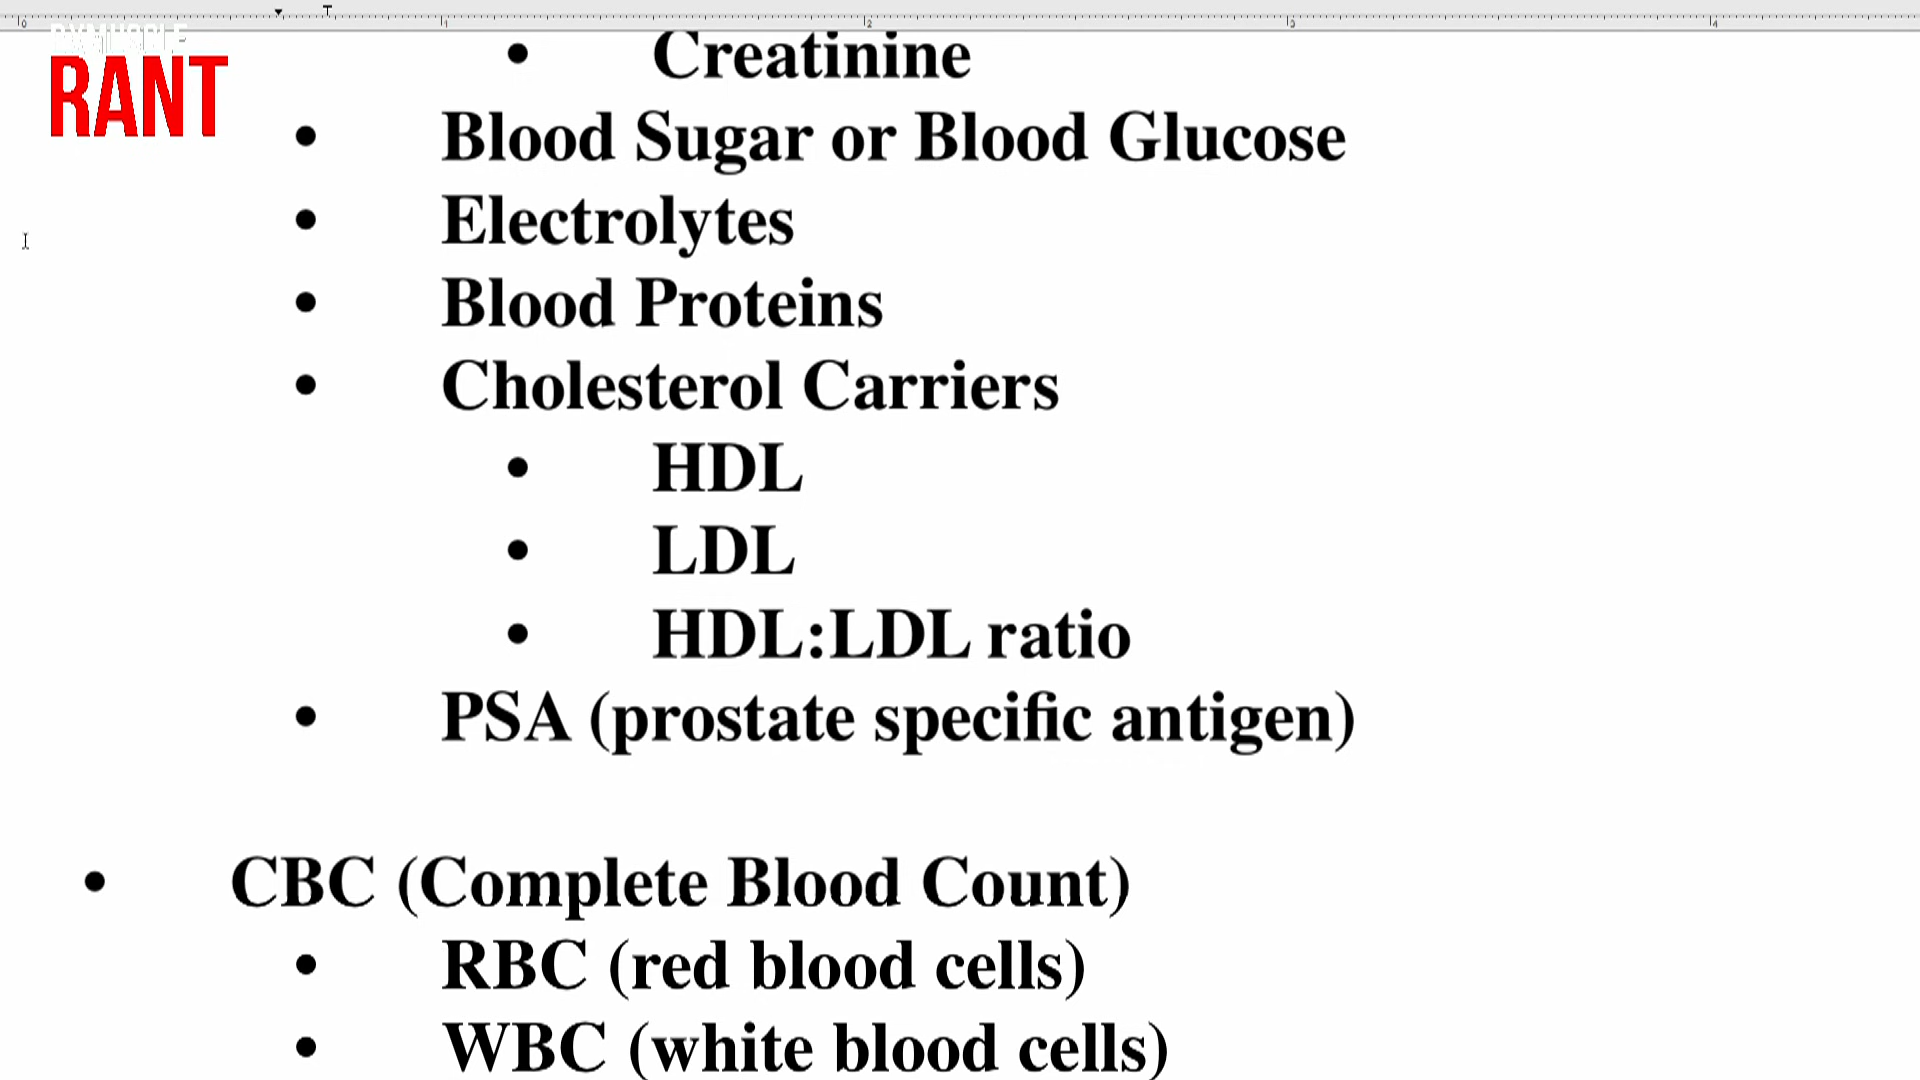 RXMUSCLE
RANT
• Creatinine
• Blood Sugar or Blood Glucose
• Electrolytes
• Blood Proteins
• Cholesterol Carriers
• HDL
• LDL
• HDL:LDL ratio
• PSA (prostate specific antigen)
• CBC (Complete Blood Count)
• RBC (red blood cells)
• WBC (white blood cells)